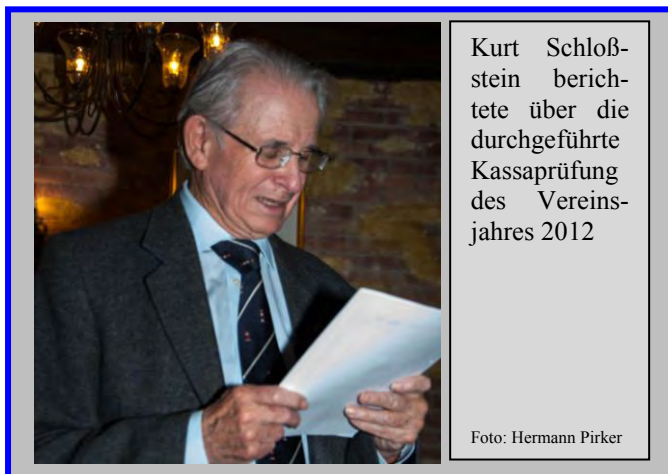 Kurt Schloß-
stein berich-
tete über die
durchgeführte
Kassaprüfung
des Vereins-
jahres 2012
Foto: Hermann Pirker